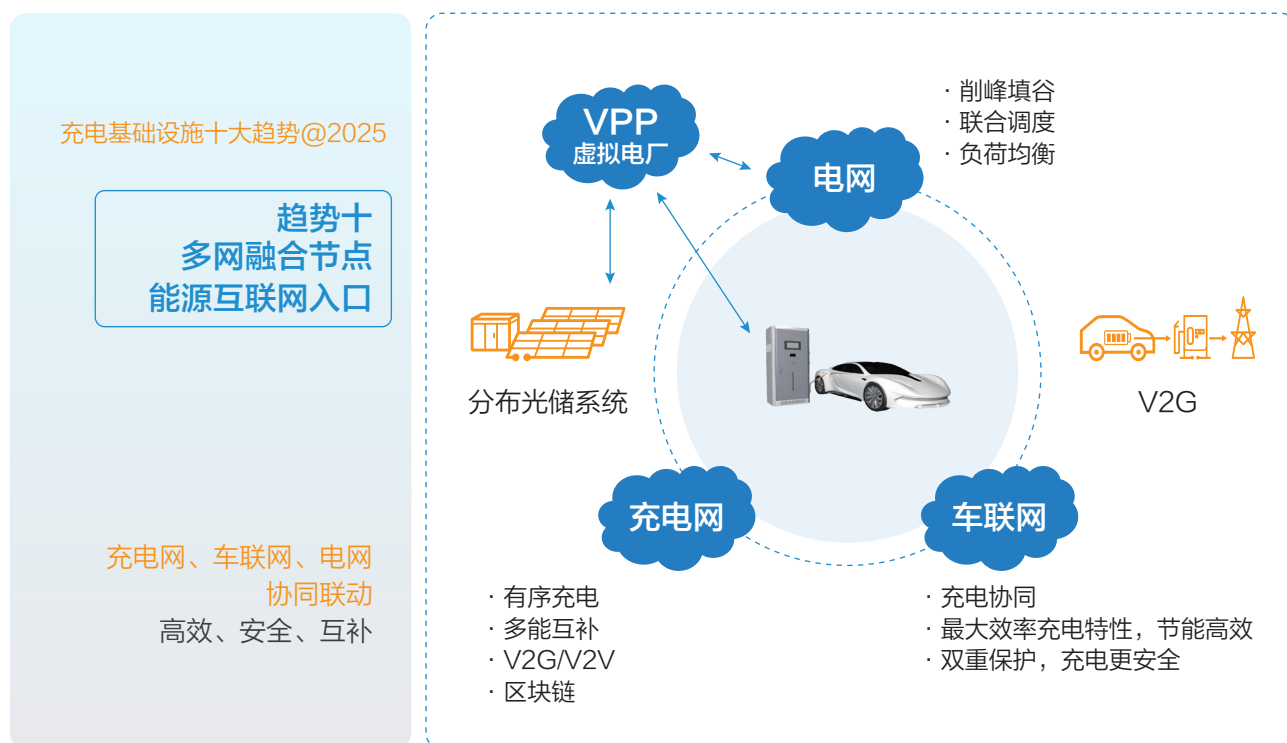 充电基础设施十大趋势@2025
趋势十
多网融合节点
能源互联网入口
充电网、车联网、电网
协同联动
高效、安全、互补
VPP
虚拟电厂
电网
· 削峰填谷
· 联合调度
· 负荷均衡
分布光储系统
V2G
充电网
车联网
· 有序充电
· 多能互补
· V2G/V2V
· 区块链
· 充电协同
· 最大效率充电特性，节能高效
· 双重保护，充电更安全